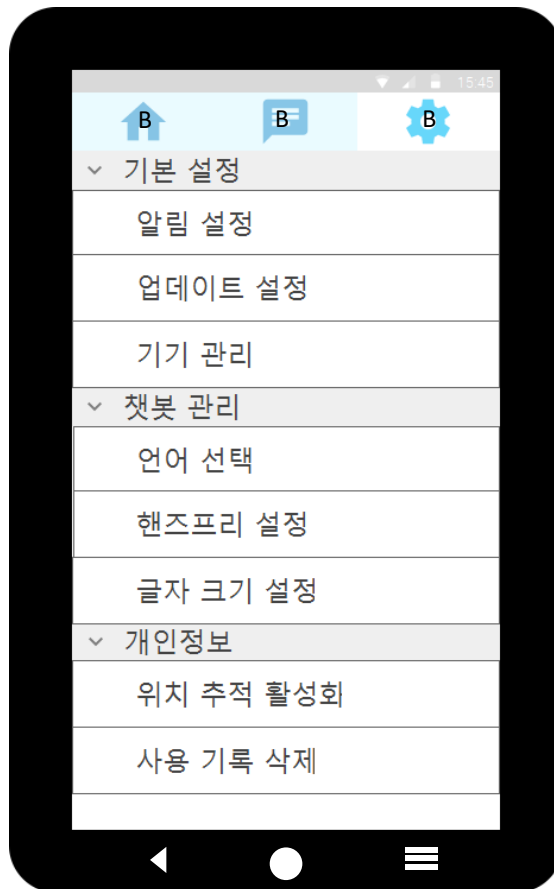 15:45
B B B
기본 설정
알림 설정
업데이트 설정
기기 관리
챗봇 관리
언어 선택
핸즈프리 설정
글자 크기 설정
개인정보
위치 추적 활성화
사용 기록 삭제